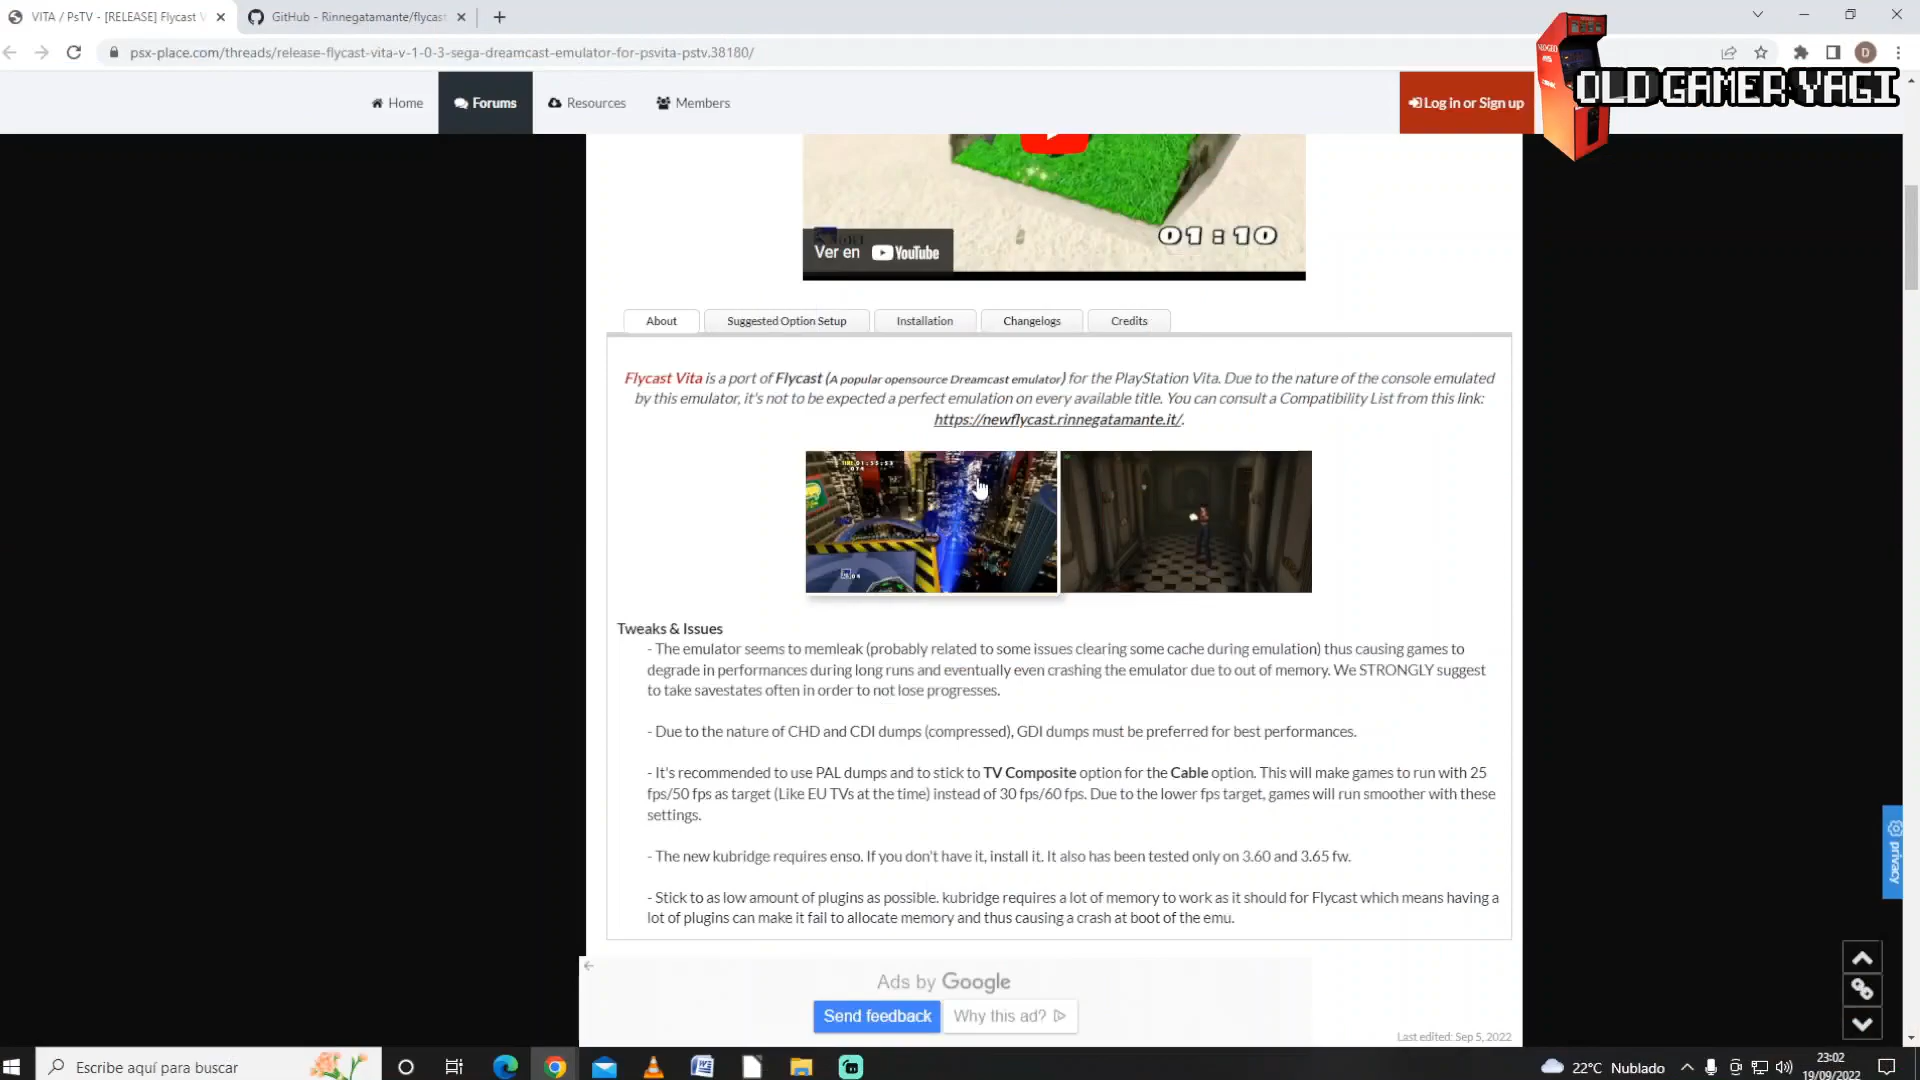 VITA / PsTV - [RELEASE] Flycast V
GitHub - Rinnegatamante/flycast
psx-place.com/threads/release-flycast-vita-v-1-0-3-sega-dreamcast-emulator-for-psvita-pstv.38180/
D
OLD GAMER YAGI
Home
Forums
Resources
Members
Log in or Sign up
01:10
Ver en YouTube
About
Suggested Option Setup
Installation
Changelogs
Credits
Flycast Vita is a port of Flycast (A popular opensource Dreamcast emulator) for the PlayStation Vita. Due to the nature of the console emulated
by this emulator, it's not to be expected a perfect emulation on every available title. You can consult a Compatibility List from this link:
https://newflycast.rinnegatamante.it/.
Tweaks & Issues
- The emulator seems to memleak (probably related to some issues clearing some cache during emulation) thus causing games to
degrade in performances during long runs and eventually even crashing the emulator due to out of memory. We STRONGLY suggest
to take savestates often in order to not lose progresses.
- Due to the nature of CHD and CDI dumps (compressed), GDI dumps must be preferred for best performances.
- It's recommended to use PAL dumps and to stick to TV Composite option for the Cable option. This will make games to run with 25
fps/50 fps as target (Like EU TVs at the time) instead of 30 fps/60 fps. Due to the lower fps target, games will run smoother with these
settings.
- The new kubridge requires enso. If you don't have it, install it. It also has been tested only on 3.60 and 3.65 fw.
- Stick to as low amount of plugins as possible. kubridge requires a lot of memory to work as it should for Flycast which means having a
lot of plugins can make it fail to allocate memory and thus causing a crash at boot of the emu.
privacy
Ads by Google
Send feedback
Why this ad?
Last edited: Sep 5, 2022
Escribe aquí para buscar
22°C Nublado
23:02
19/09/2022